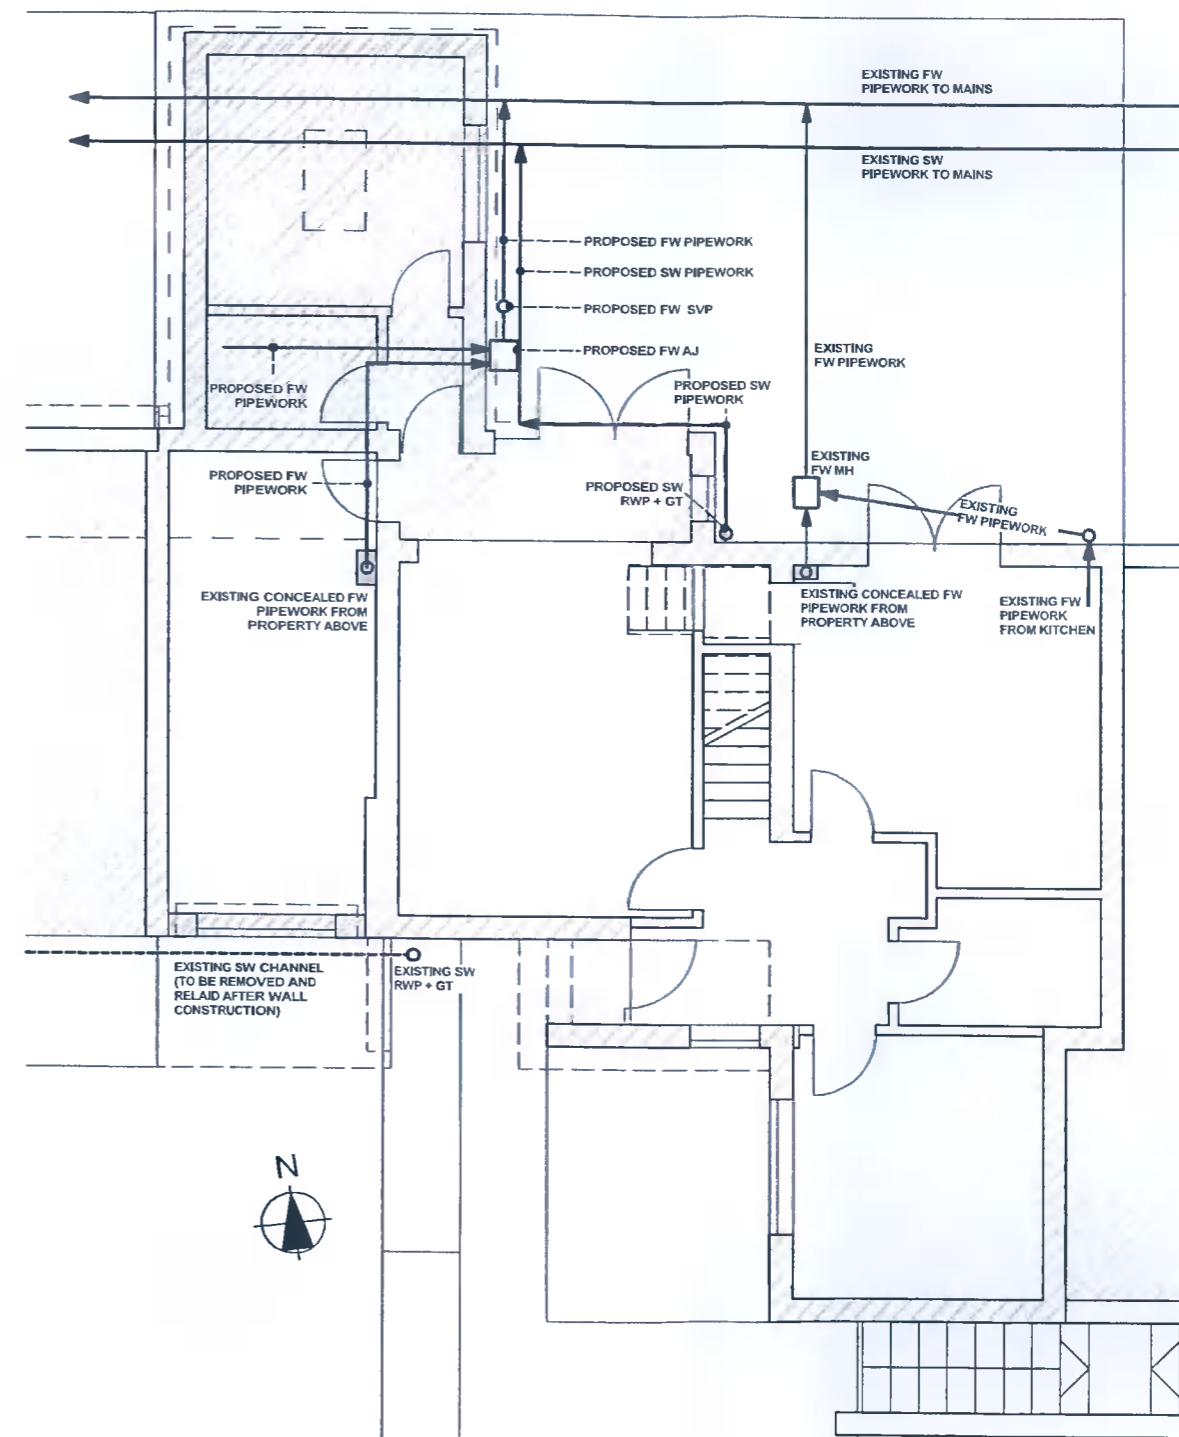 EXISTING FW
PIPEWORK TO MAINS
EXISTING SW
PIPEWORK TO MAINS
PROPOSED FW PIPEWORK
PROPOSED SW PIPEWORK
PROPOSED FW SVP
PROPOSED FW AJ
EXISTING
FW PIPEWORK
PROPOSED FW
PIPEWORK
PROPOSED SW
PIPEWORK
EXISTING
FW MH
PROPOSED FW
PIPEWORK
PROPOSED SW
RWP + GT
EXISTING
FW PIPEWORK
EXISTING CONCEALED FW
PIPEWORK FROM
PROPERTY ABOVE
EXISTING CONCEALED FW
PIPEWORK FROM
PROPERTY ABOVE
EXISTING FW
PIPEWORK
FROM KITCHEN
EXISTING SW CHANNEL
(TO BE REMOVED AND
RELAID AFTER WALL
CONSTRUCTION)
EXISTING SW
RWP + GT
N